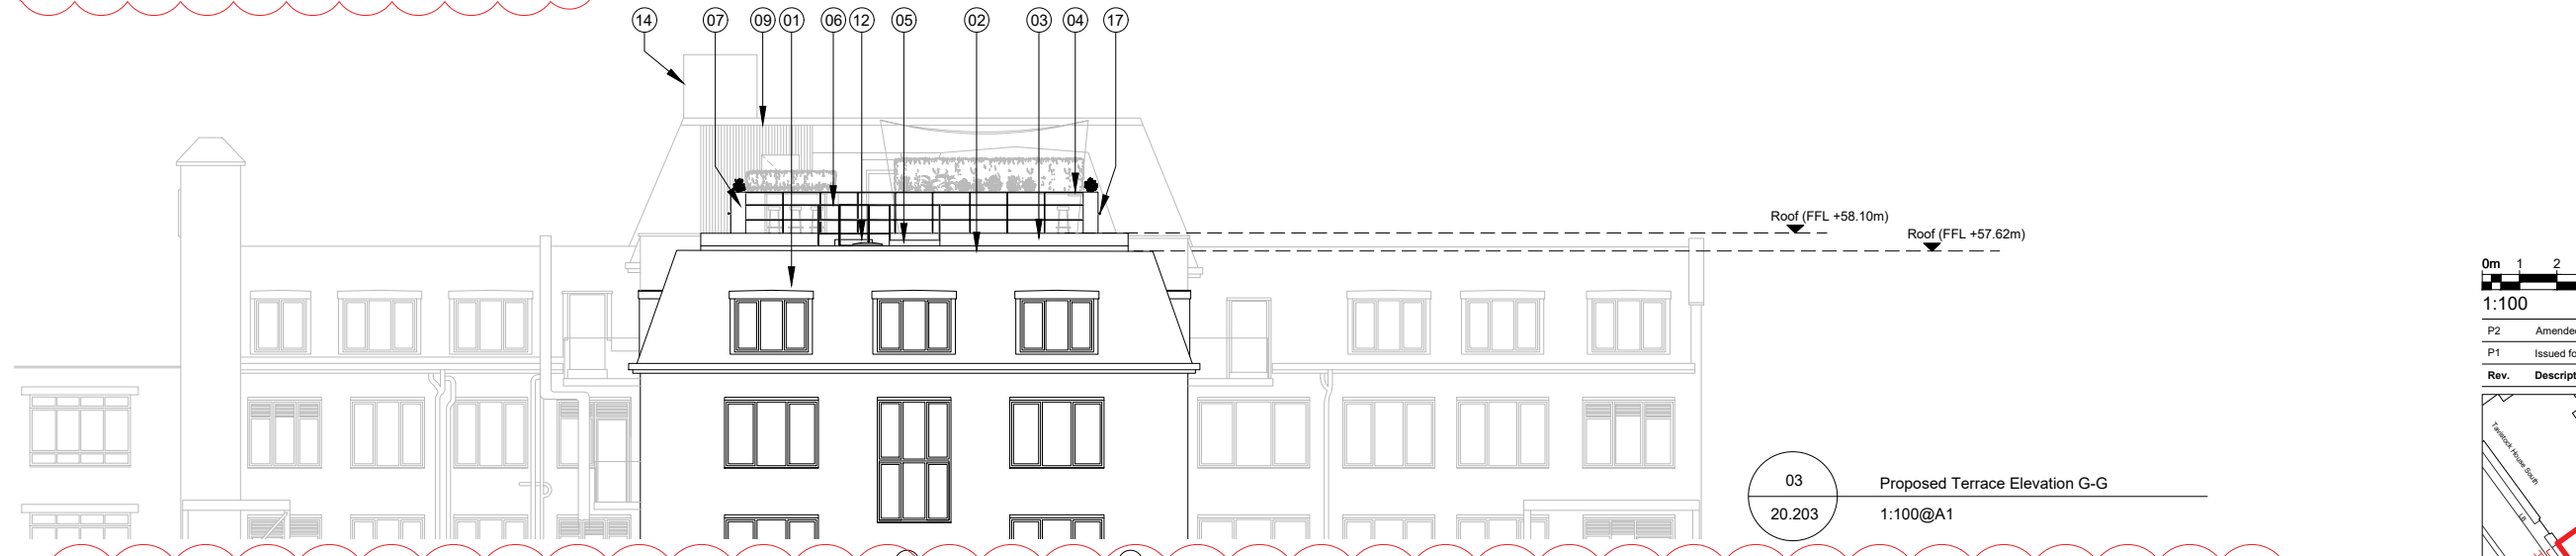 14 07 09 01 06 12 05 02 03 04 17
Roof (FFL +58.10m)
Roof (FFL +57.62m)
0m 1 2
1:100
P2 Amended
P1 Issued fo
Rev. Descript
Tavistock House South
LB
03 Proposed Terrace Elevation G-G
20.203 1:100@A1